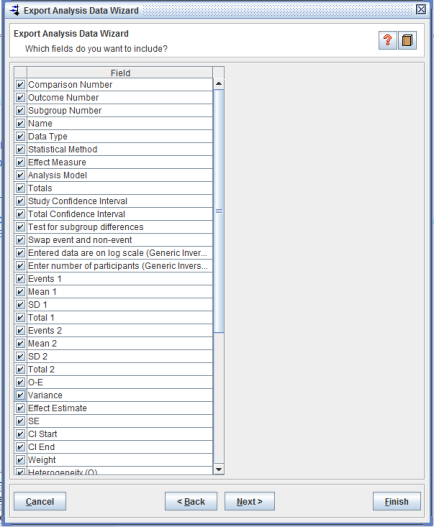 Export Analysis Data Wizard
Export Analysis Data Wizard
Which fields do you want to include?
?
Field
Comparison Number
Outcome Number
Subgroup Number
Name
Data Type
Statistical Method
Effect Measure
Analysis Model
Totals
Study Confidence Interval
Total Confidence Interval
Test for subgroup differences
Swap event and non-event
Entered data are on log scale (Generic Inver...
Enter number of participants (Generic Invers...
Events 1
Mean 1
SD 1
Total 1
Events 2
Mean 2
SD 2
Total 2
O-E
Variance
Effect Estimate
SE
CI Start
CI End
Weight
Heterogeneity (Q)
Cancel
< Back
Next >
Finish